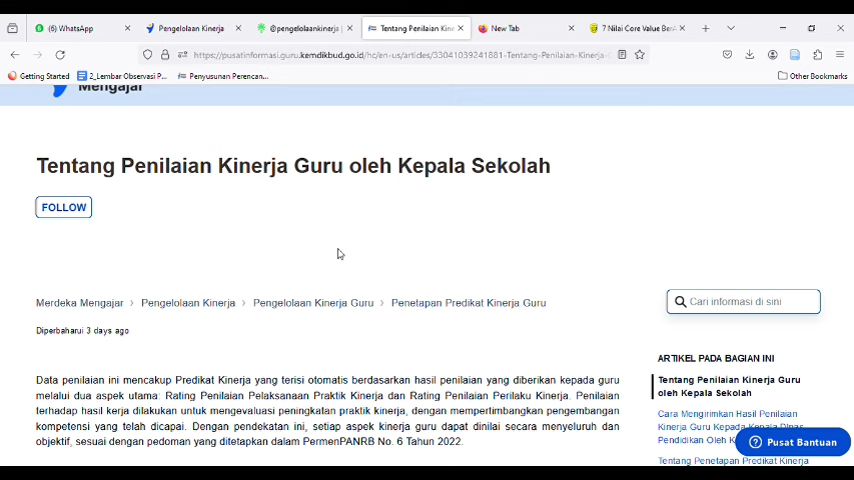 (6) WhatsApp
Pengelolaan Kinerja
@pengelolaankinerja |
Tentang Penilaian Kine
New Tab
7 Nilai Core Value BerA
https://pusatinformasi.guru.kemdikbud.go.id/hc/en-us/articles/33041039241881-Tentang-Penilaian-Kinerja-
Getting Started
2_Lembar Observasi P...
Penyusunan Perencan...
Other Bookmarks
Mengajar
Tentang Penilaian Kinerja Guru oleh Kepala Sekolah
FOLLOW
Merdeka Mengajar > Pengelolaan Kinerja > Pengelolaan Kinerja Guru > Penetapan Predikat Kinerja Guru
Cari informasi di sini
Diperbaharui 3 days ago
Data penilaian ini mencakup Predikat Kinerja yang terisi otomatis berdasarkan hasil penilaian yang diberikan kepada guru
melalui dua aspek utama: Rating Penilaian Pelaksanaan Praktik Kinerja dan Rating Penilaian Perilaku Kinerja. Penilaian
terhadap hasil kerja dilakukan untuk mengevaluasi peningkatan praktik kinerja, dengan mempertimbangkan pengembangan
kompetensi yang telah dicapai. Dengan pendekatan ini, setiap aspek kinerja guru dapat dinilai secara menyeluruh dan
objektif, sesuai dengan pedoman yang ditetapkan dalam PermenPANRB No. 6 Tahun 2022.
ARTIKEL PADA BAGIAN INI
Tentang Penilaian Kinerja Guru
oleh Kepala Sekolah
Cara Mengirimkan Hasil Penilaian
Kinerja Guru Kepada Kepala Dinas
Pendidikan Oleh K
Tentang Penetapan Predikat Kinerja
Pusat Bantuan